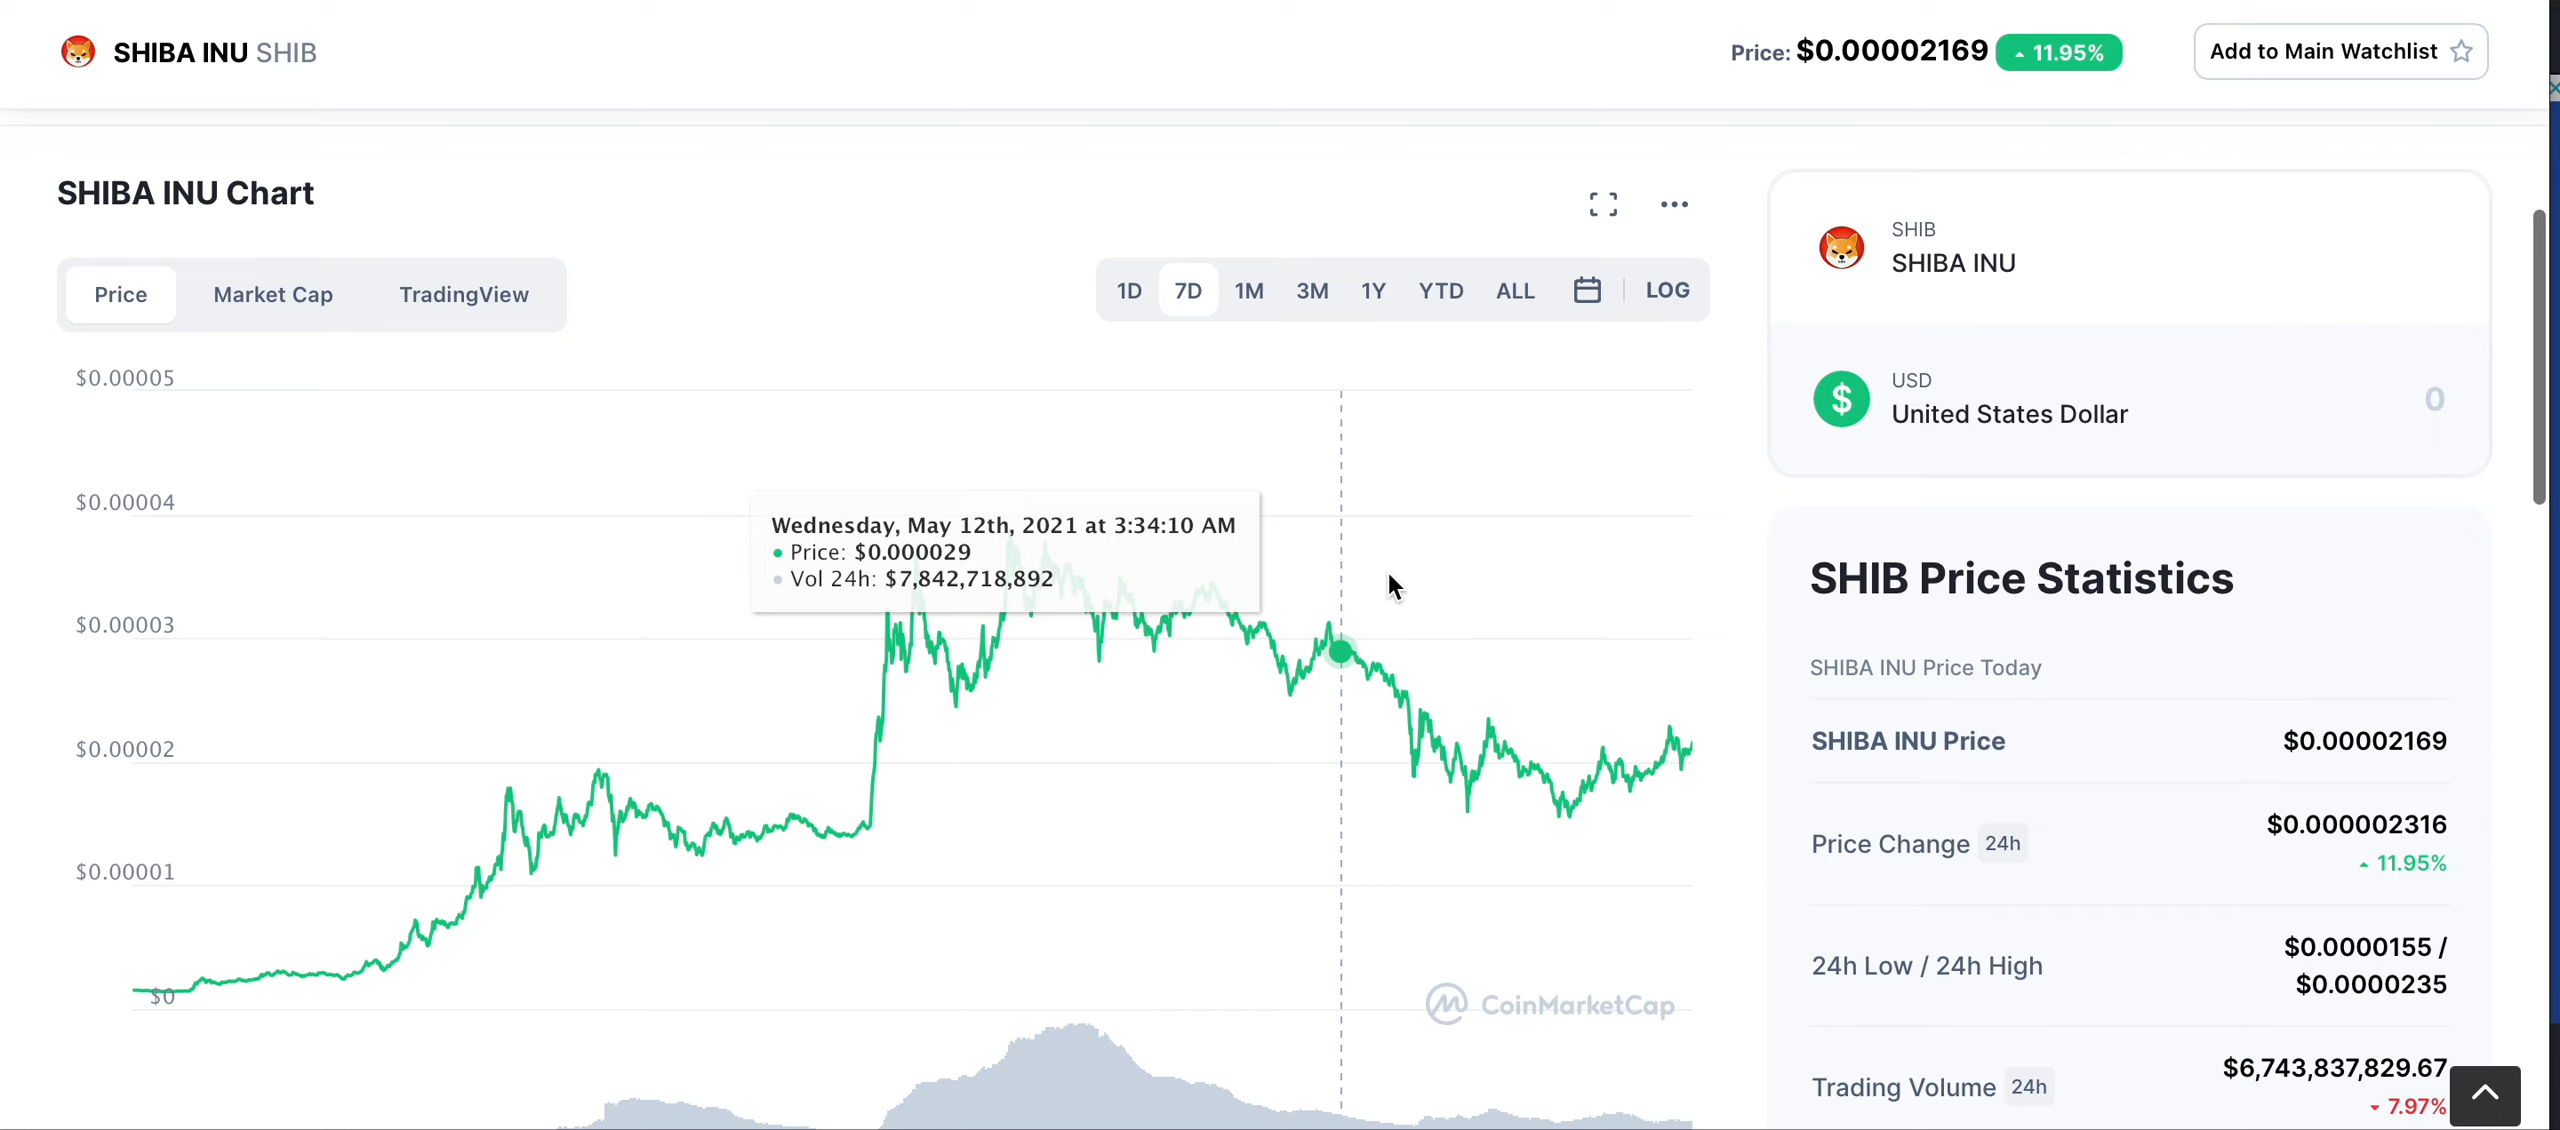 SHIBA INU SHIB
Price: $0.00002169 11.95%
Add to Main Watchlist
SHIBA INU Chart
Price Market Cap TradingView
1D 7D 1M 3M 1Y YTD ALL LOG
$0.00005
$0.00004
$0.00003
$0.00002
$0.00001
$0
Wednesday, May 12th, 2021 at 3:34:10 AM
Price: $0.000029
Vol 24h: $7,842,718,892
CoinMarketCap
SHIB
SHIBA INU
USD
United States Dollar
0
SHIB Price Statistics
SHIBA INU Price Today
SHIBA INU Price $0.00002169
Price Change 24h $0.000002316
11.95%
24h Low / 24h High $0.0000155 /
$0.0000235
Trading Volume 24h $6,743,837,829.67
7.97%